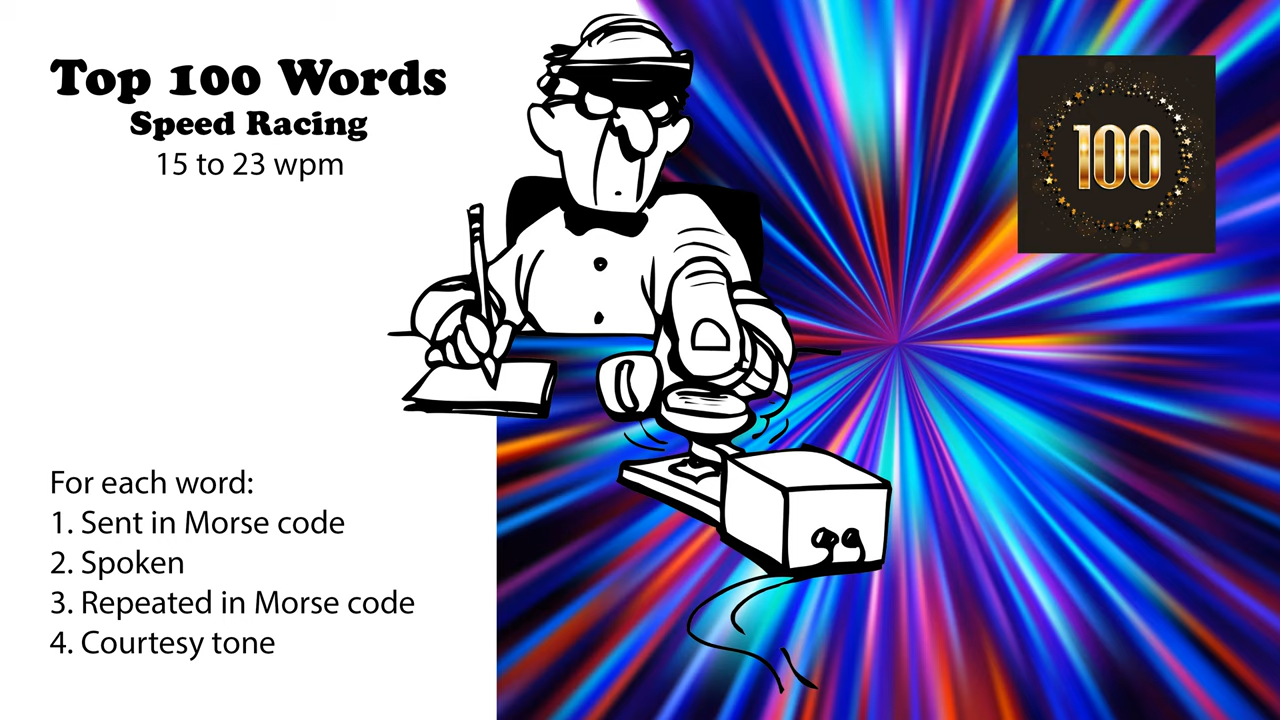 Top 100 Words
Speed Racing
15 to 23 wpm
100
For each word:
1. Sent in Morse code
2. Spoken
3. Repeated in Morse code
4. Courtesy tone